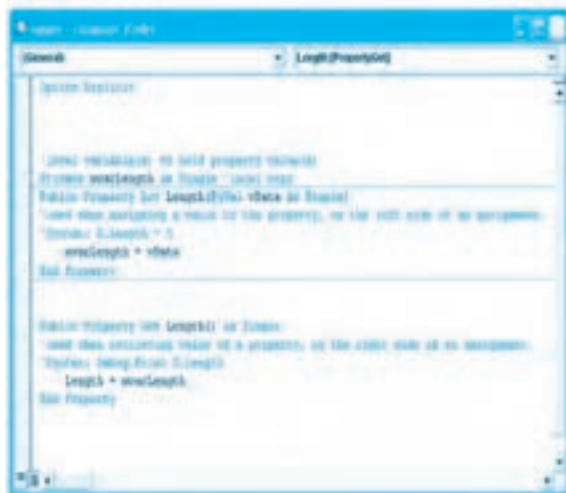 (General) Length [PropertyGet]
Option Explicit
'local variable(s) to hold property value(s)
Private mvarLength As Single 'local copy
Public Property Let Length(ByVal vData As Single)
'used when assigning a value to the property, on the left side of an assignment.
'Syntax: X.Length = 5
mvarLength = vData
End Property
Public Property Get Length() As Single
'used when retrieving value of a property, on the right side of an assignment.
'Syntax: Debug.Print X.Length
Length = mvarLength
End Property